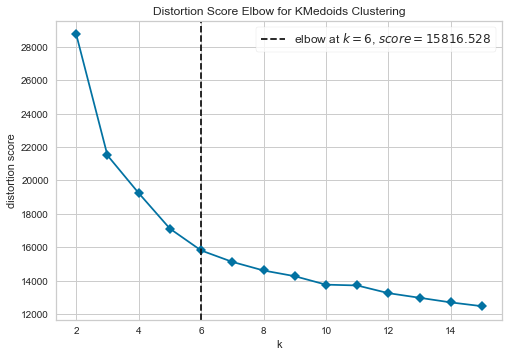 Distortion Score Elbow for KMedoids Clustering
elbow at k = 6, score = 15816.528
28000
26000
24000
22000
20000
18000
16000
14000
12000
distortion score
2 4 6 8 10 12 14
k